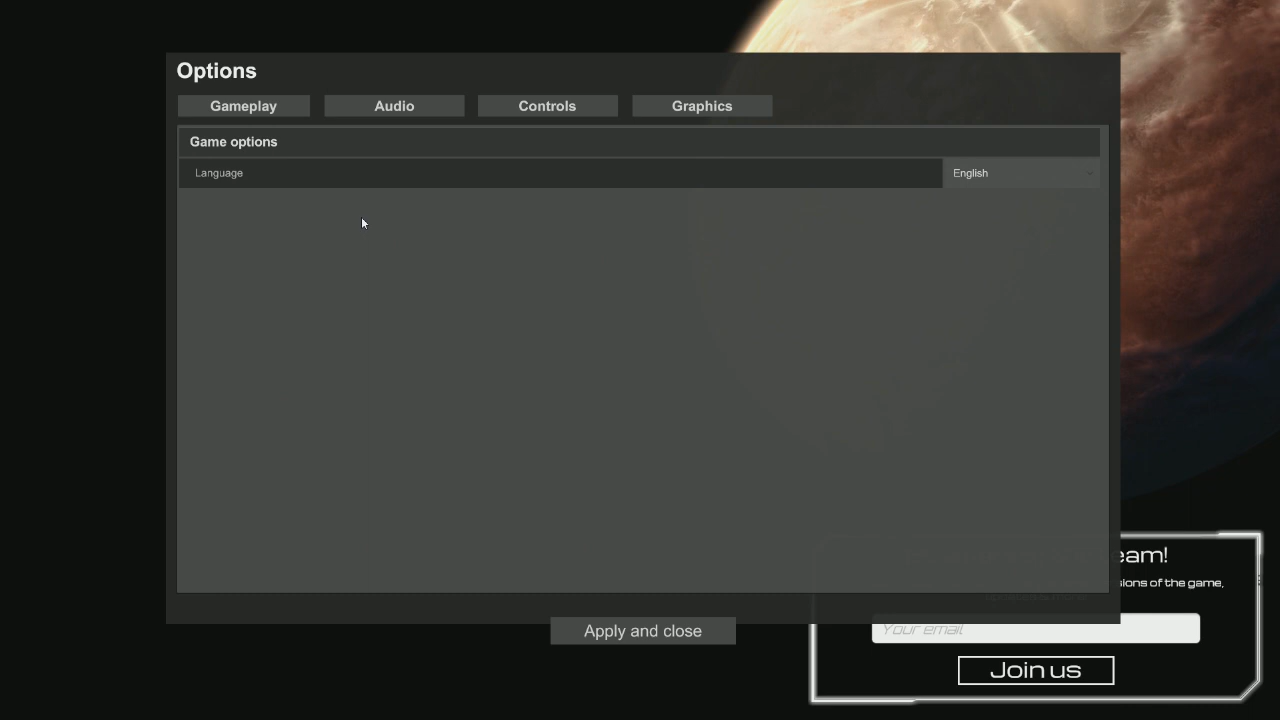 Options
Gameplay Audio Controls Graphics
Game options
Language English
eam!
sions of the game,
Your email
Apply and close
Join us